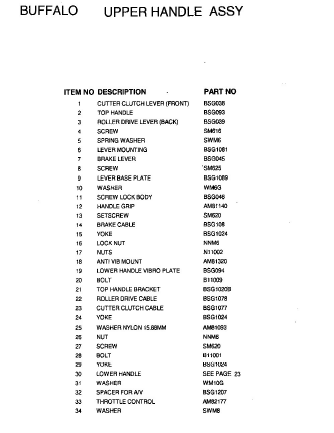 BUFFALO UPPER HANDLE ASSY
ITEM NO DESCRIPTION PART NO
1 CUTTER CLUTCH LEVER (FRONT) BSG038
2 TOP HANDLE BSG093
3 ROLLER DRIVE LEVER (BACK) BSG039
4 SCREW SM616
5 SPRING WASHER SWM6
6 LEVER MOUNTING BSG1081
7 BRAKE LEVER BSG045
8 SCREW SM625
9 LEVER BASE PLATE BSG1089
10 WASHER WM6G
11 SCREW LOCK BODY BSG046
12 HANDLE GRIP AM81140
13 SETSCREW SM620
14 BRAKE CABLE BSG108
15 YOKE BSG1024
16 LOCK NUT NNM6
17 NUTS N11002
18 ANTI VIB MOUNT AM81320
19 LOWER HANDLE VIBRO PLATE BSG094
20 BOLT B11009
21 TOP HANDLE BRACKET BSG1020B
22 ROLLER DRIVE CABLE BSG1078
23 CUTTER CLUTCH CABLE BSG1077
24 YOKE BSG1024
25 WASHER NYLON 15.88MM AM81093
26 NUT NNM6
27 SCREW SM620
28 BOLT B11001
29 YOKE BSG1024
30 LOWER HANDLE SEE PAGE 23
31 WASHER WM10G
32 SPACER FOR A/V BSG1207
33 THROTTLE CONTROL AM82177
34 WASHER SWM8